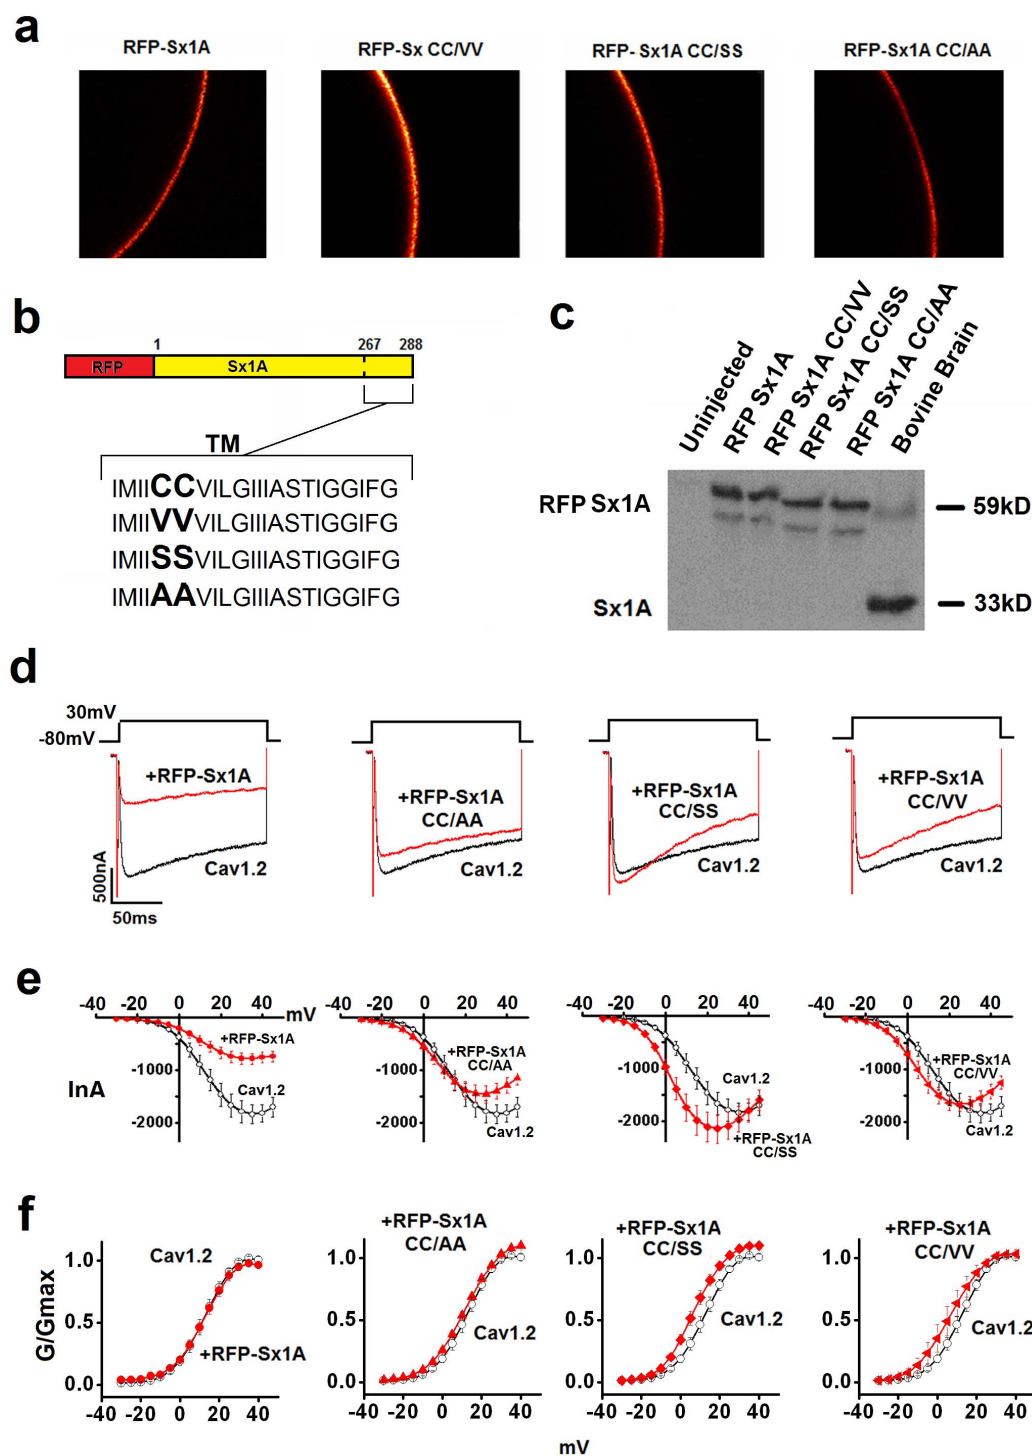 a
RFP-Sx1A
RFP-Sx CC/VV
RFP- Sx1A CC/SS
RFP-Sx1A CC/AA
b
1
267
288
RFP
Sx1A
TM
IMIICCVILGIIIASTIGGIFG
IMIIVVVILGIIIASTIGGIFG
IMIISSVILGIIIASTIGGIFG
IMIIAAVILGIIIASTIGGIFG
c
Uninjected
RFP Sx1A
RFP Sx1A CC/VV
RFP Sx1A CC/SS
RFP Sx1A CC/AA
Bovine Brain
RFP Sx1A
59kD
Sx1A
33kD
d
30mV
-80mV
+RFP-Sx1A
Cav1.2
500nA
50ms
+RFP-Sx1A
CC/AA
Cav1.2
+RFP-Sx1A
CC/SS
Cav1.2
+RFP-Sx1A
CC/VV
Cav1.2
e
-40 0 20 40
mV
+RFP-Sx1A
-1000
InA
Cav1.2
-2000
-40 -20 0 20 40
+RFP-Sx1A
CC/AA
-1000
-2000
Cav1.2
-40 0 20 40
-1000
Cav1.2
-2000
+RFP-Sx1A
CC/SS
-40 0 20 40
+RFP-Sx1A
CC/VV
-1000
-2000
Cav1.2
f
G/Gmax
1.0
0.5
0.0
Cav1.2
+RFP-Sx1A
-40 -20 0 20 40
+RFP-Sx1A
CC/AA
1.0
0.5
0.0
Cav1.2
-40 -20 0 20 40
+RFP-Sx1A
CC/SS
1.0
0.5
0.0
Cav1.2
-40 -20 0 20 40
+RFP-Sx1A
CC/VV
1.0
0.5
0.0
Cav1.2
-40 -20 0 20 40
mV